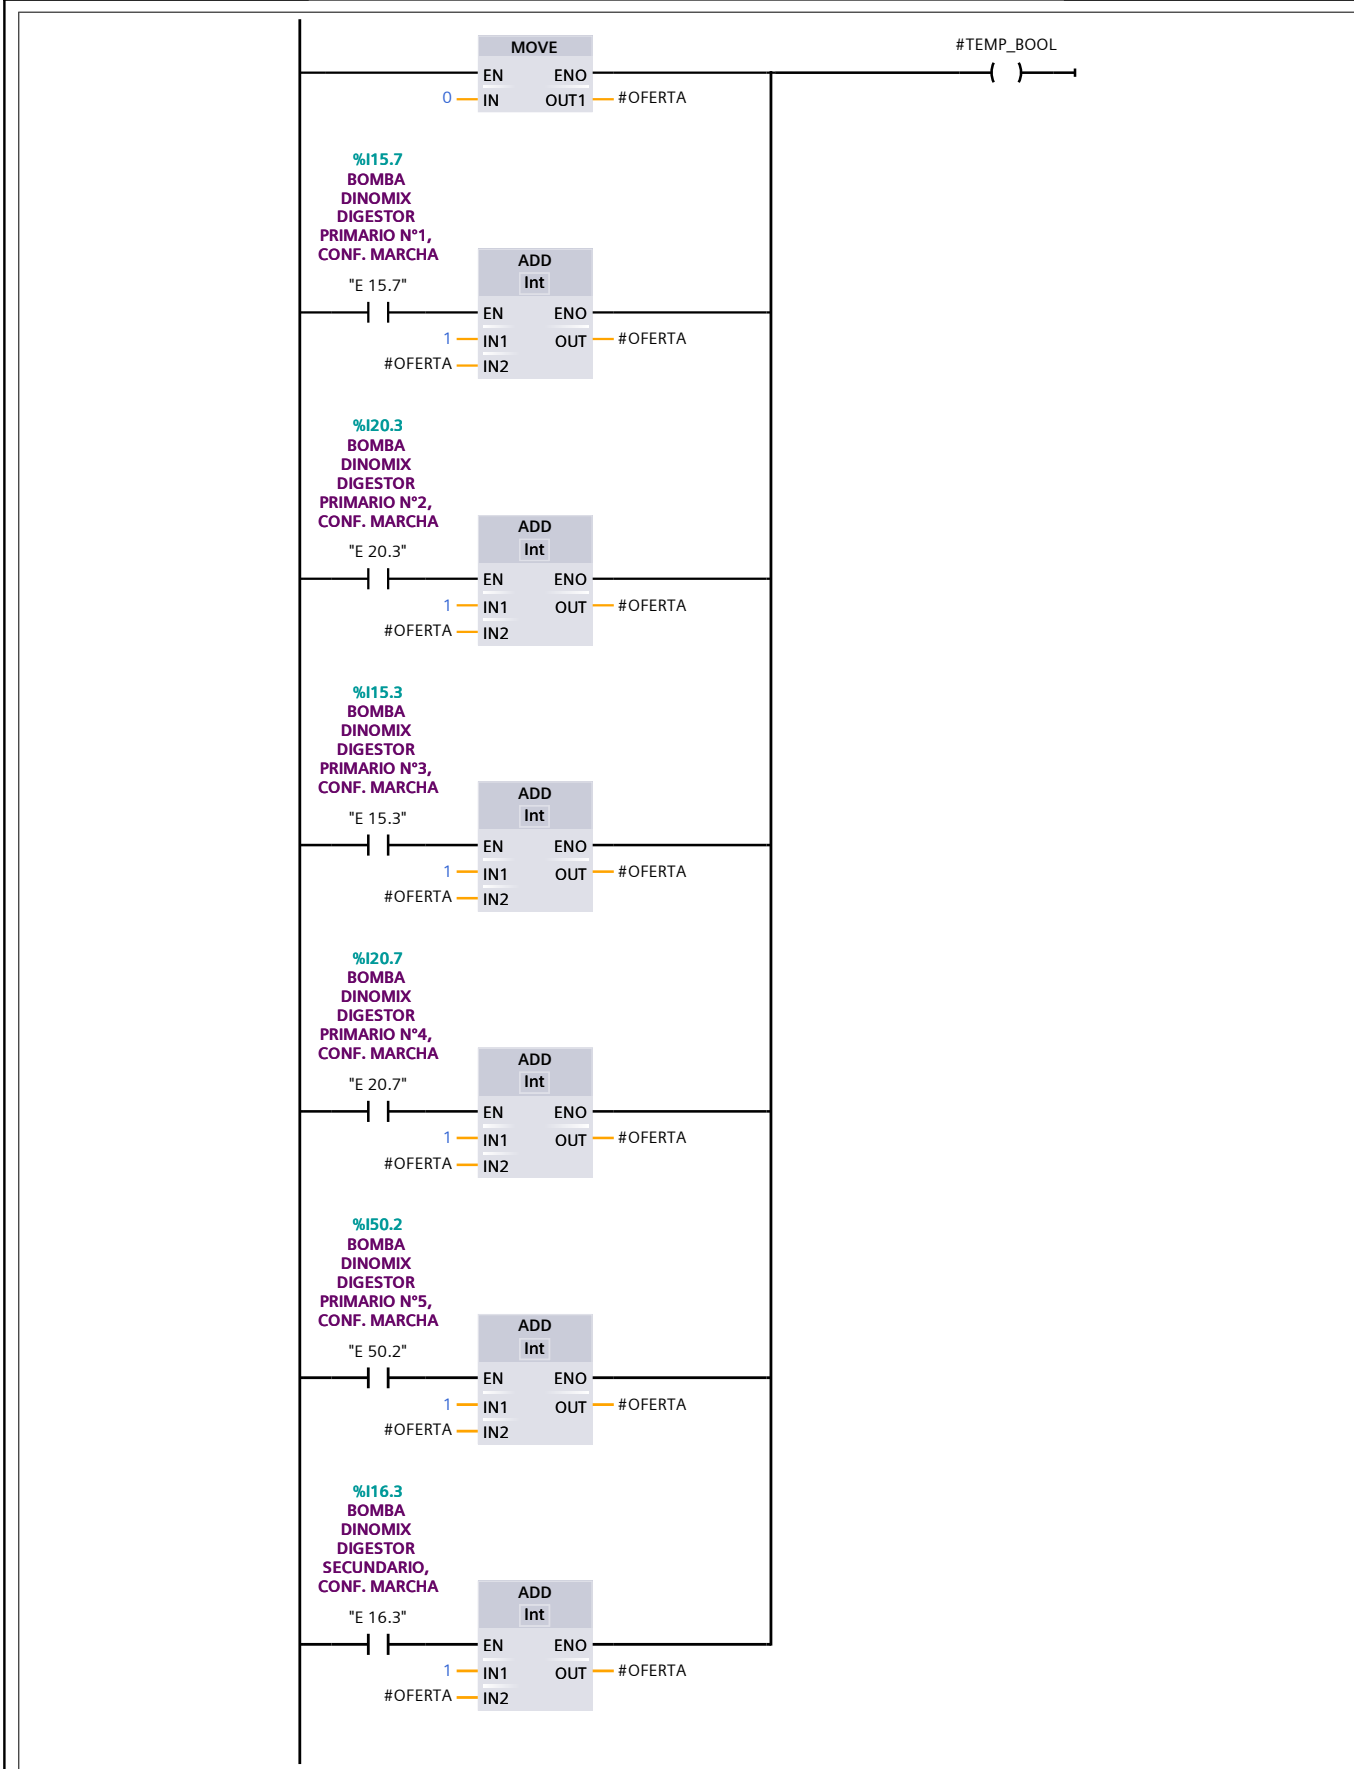 MOVE
#TEMP_BOOL
EN ENO
0 IN OUT1 #OFERTA
%I15.7
BOMBA
DINOMIX
DIGESTOR
PRIMARIO Nº1,
CONF. MARCHA
ADD
Int
"E 15.7"
EN ENO
1 IN1 OUT #OFERTA
#OFERTA IN2
%I20.3
BOMBA
DINOMIX
DIGESTOR
PRIMARIO Nº2,
CONF. MARCHA
ADD
Int
"E 20.3"
EN ENO
1 IN1 OUT #OFERTA
#OFERTA IN2
%I15.3
BOMBA
DINOMIX
DIGESTOR
PRIMARIO Nº3,
CONF. MARCHA
ADD
Int
"E 15.3"
EN ENO
1 IN1 OUT #OFERTA
#OFERTA IN2
%I20.7
BOMBA
DINOMIX
DIGESTOR
PRIMARIO Nº4,
CONF. MARCHA
ADD
Int
"E 20.7"
EN ENO
1 IN1 OUT #OFERTA
#OFERTA IN2
%I50.2
BOMBA
DINOMIX
DIGESTOR
PRIMARIO Nº5,
CONF. MARCHA
ADD
Int
"E 50.2"
EN ENO
1 IN1 OUT #OFERTA
#OFERTA IN2
%I16.3
BOMBA
DINOMIX
DIGESTOR
SECUNDARIO,
CONF. MARCHA
ADD
Int
"E 16.3"
EN ENO
1 IN1 OUT #OFERTA
#OFERTA IN2